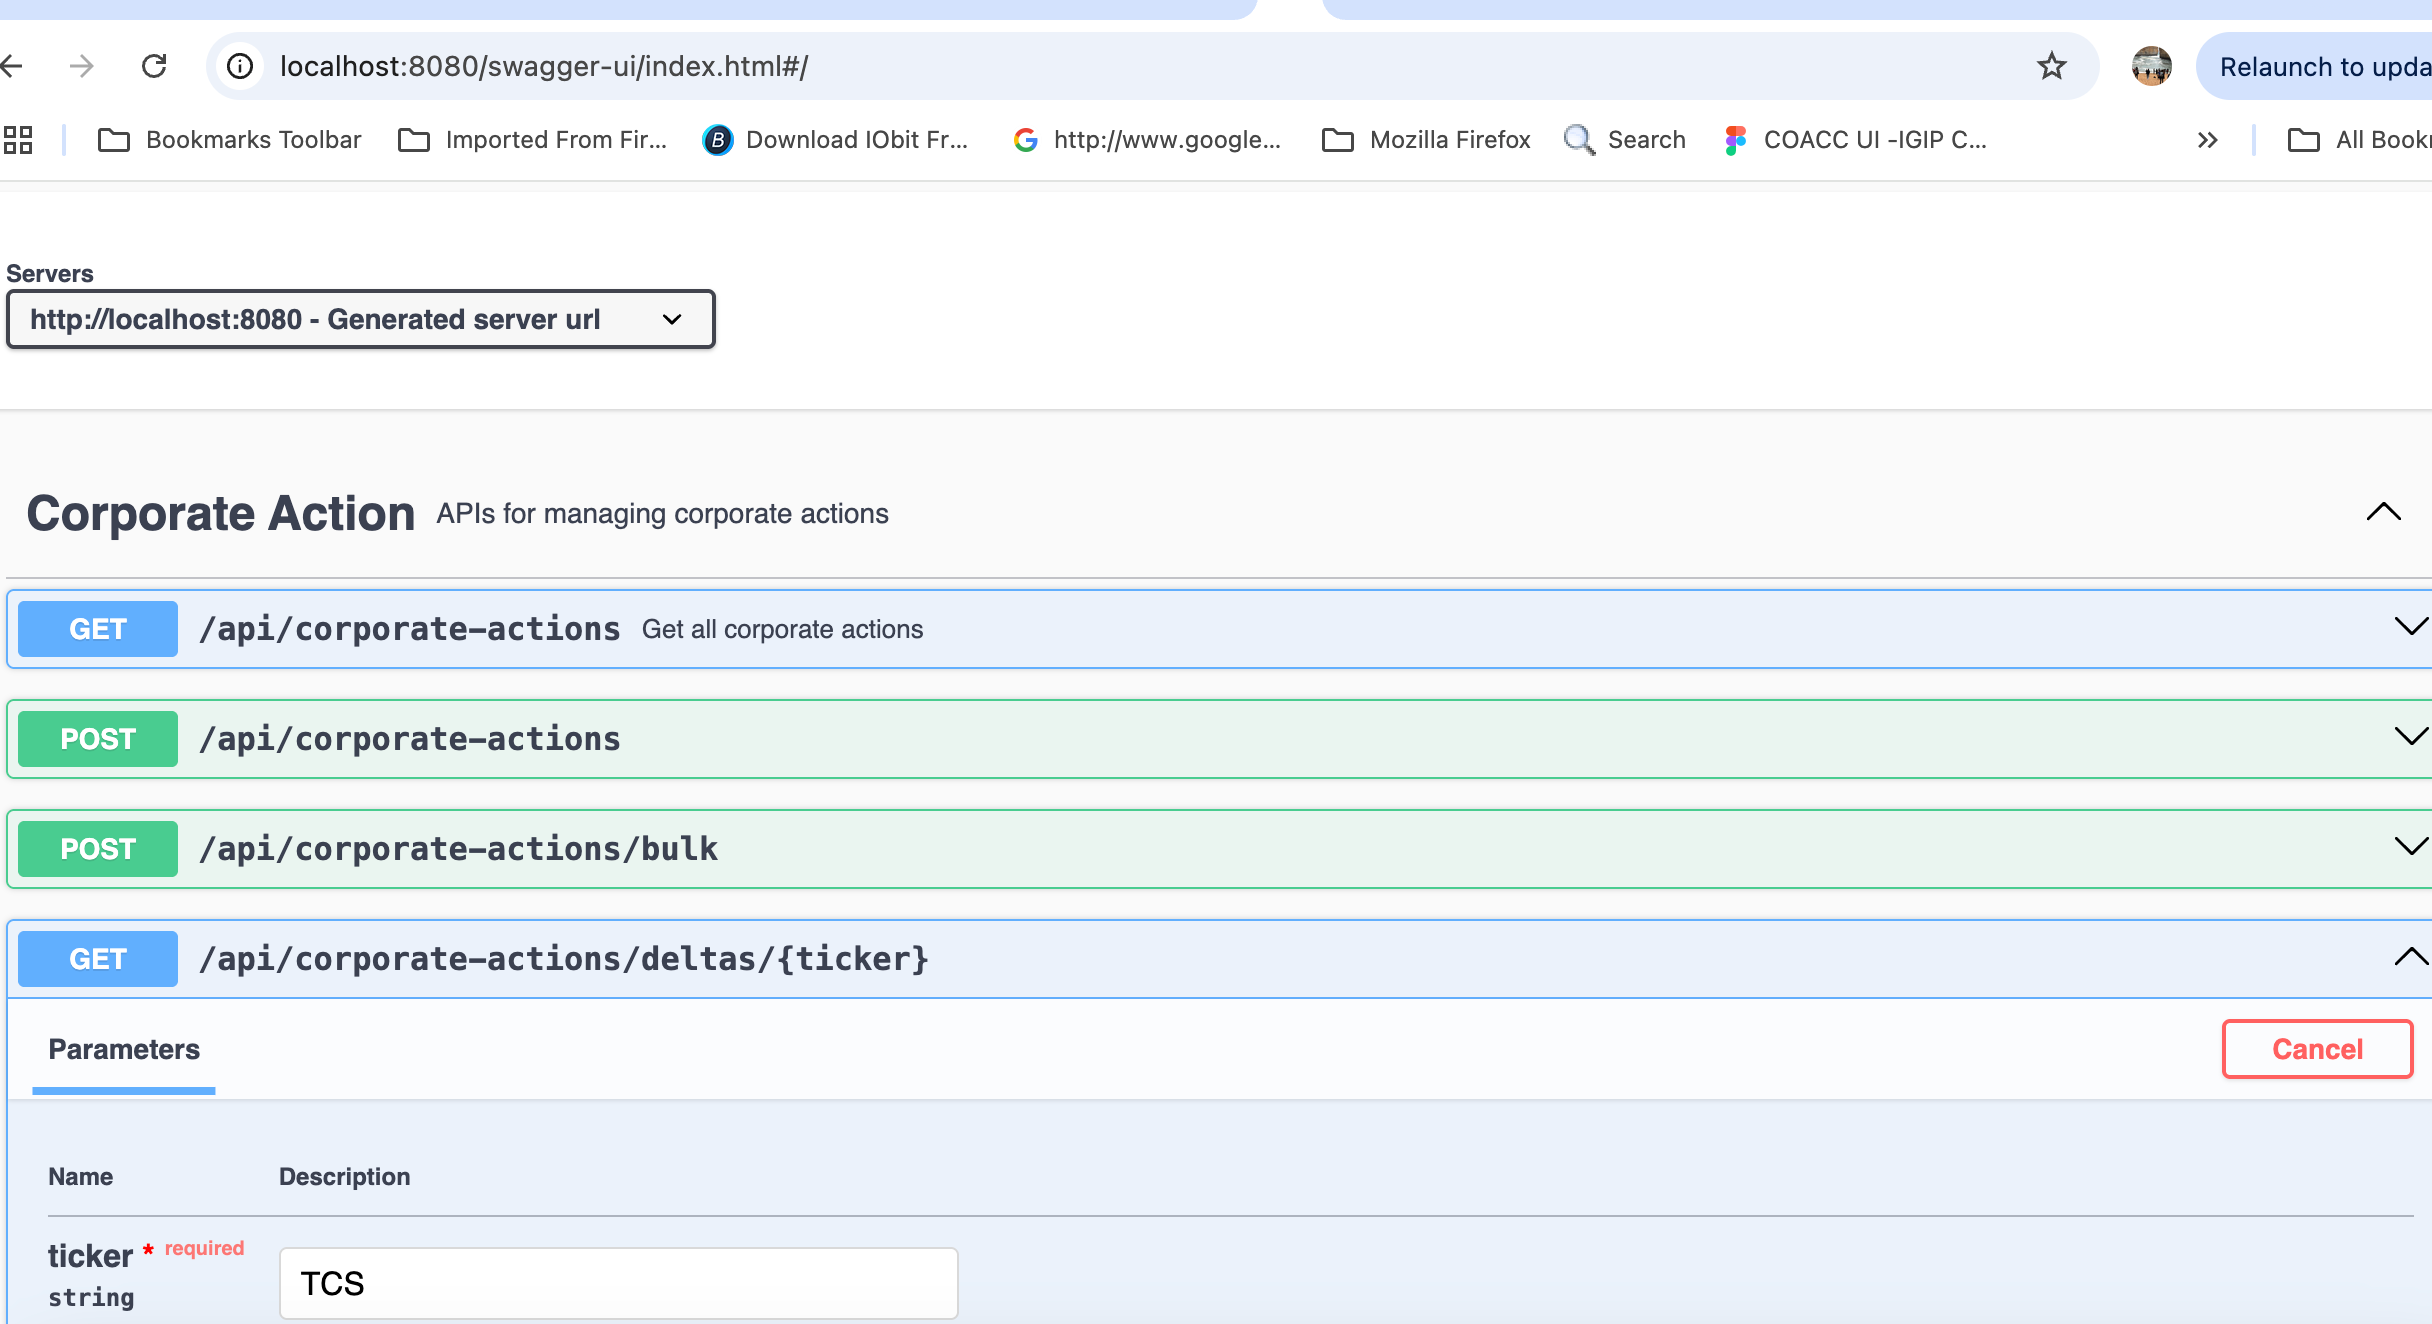 localhost:8080/swagger-ui/index.html#/
Relaunch to upda
Bookmarks Toolbar
Imported From Fir...
Download IObit Fr...
http://www.google...
Mozilla Firefox
Search
COACC UI -IGIP C...
All Book
Servers
http://localhost:8080 - Generated server url
Corporate Action APIs for managing corporate actions
GET /api/corporate-actions Get all corporate actions
POST /api/corporate-actions
POST /api/corporate-actions/bulk
GET /api/corporate-actions/deltas/{ticker}
Parameters
Cancel
Name Description
ticker * required
TCS
string